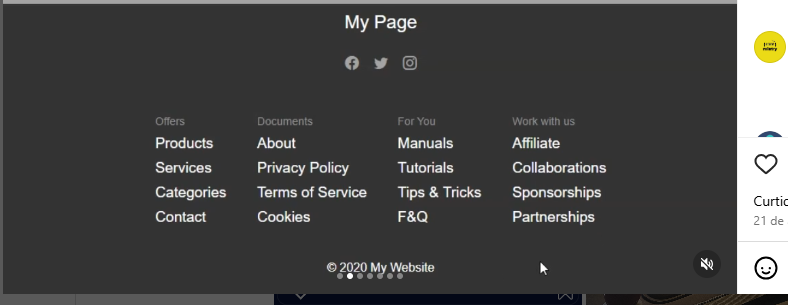 My Page
Offers
Products
Services
Categories
Contact
Documents
About
Privacy Policy
Terms of Service
Cookies
For You
Manuals
Tutorials
Tips & Tricks
F&Q
Work with us
Affiliate
Collaborations
Sponsorships
Partnerships
© 2020 My Website
Curtic
21 de